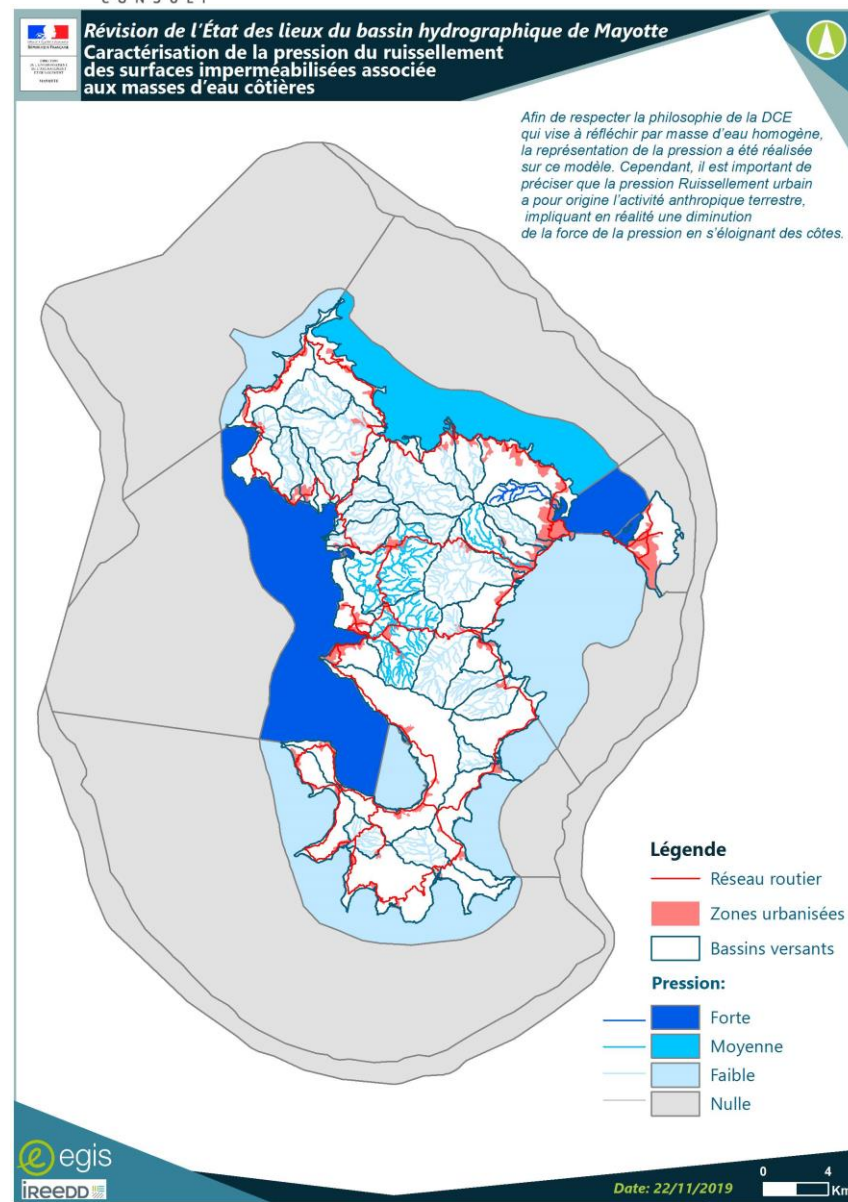 CONSULT
Révision de l'État des lieux du bassin hydrographique de Mayotte
Caractérisation de la pression du ruissellement
des surfaces imperméabilisées associée
aux masses d'eau côtières
RÉPUBLIQUE FRANÇAISE
MAYOTTE
Afin de respecter la philosophie de la DCE
qui vise à réfléchir par masse d'eau homogène,
la représentation de la pression a été réalisée
sur ce modèle. Cependant, il est important de
préciser que la pression Ruissellement urbain
a pour origine l'activité anthropique terrestre,
impliquant en réalité une diminution
de la force de la pression en s'éloignant des côtes.
Légende
Réseau routier
Zones urbanisées
Bassins versants
Pression:
Forte
Moyenne
Faible
Nulle
egis
iReeDD
Date: 22/11/2019
0 4
Km